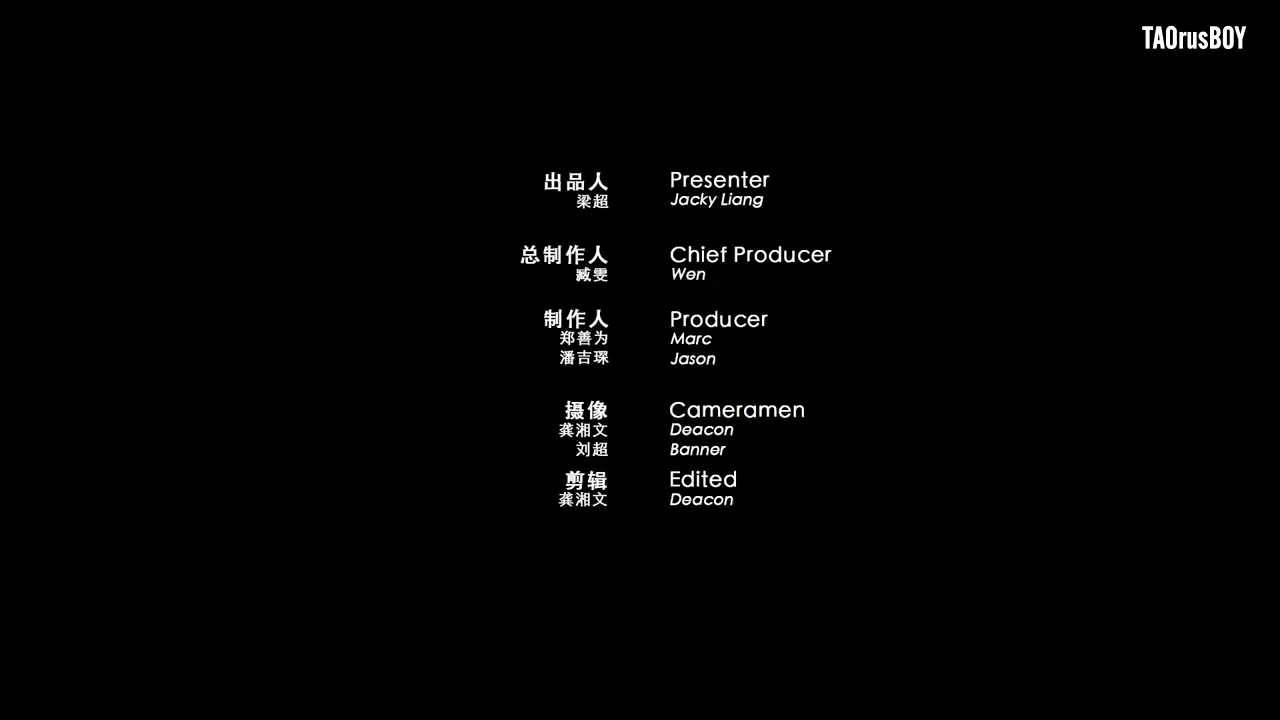 TAOrusBOY
出品人 Presenter
梁超 Jacky Liang
总制作人 Chief Producer
臧雯 Wen
制作人 Producer
郑善为 Marc
潘吉琛 Jason
摄像 Cameramen
龚湘文 Deacon
刘超 Banner
剪辑 Edited
龚湘文 Deacon